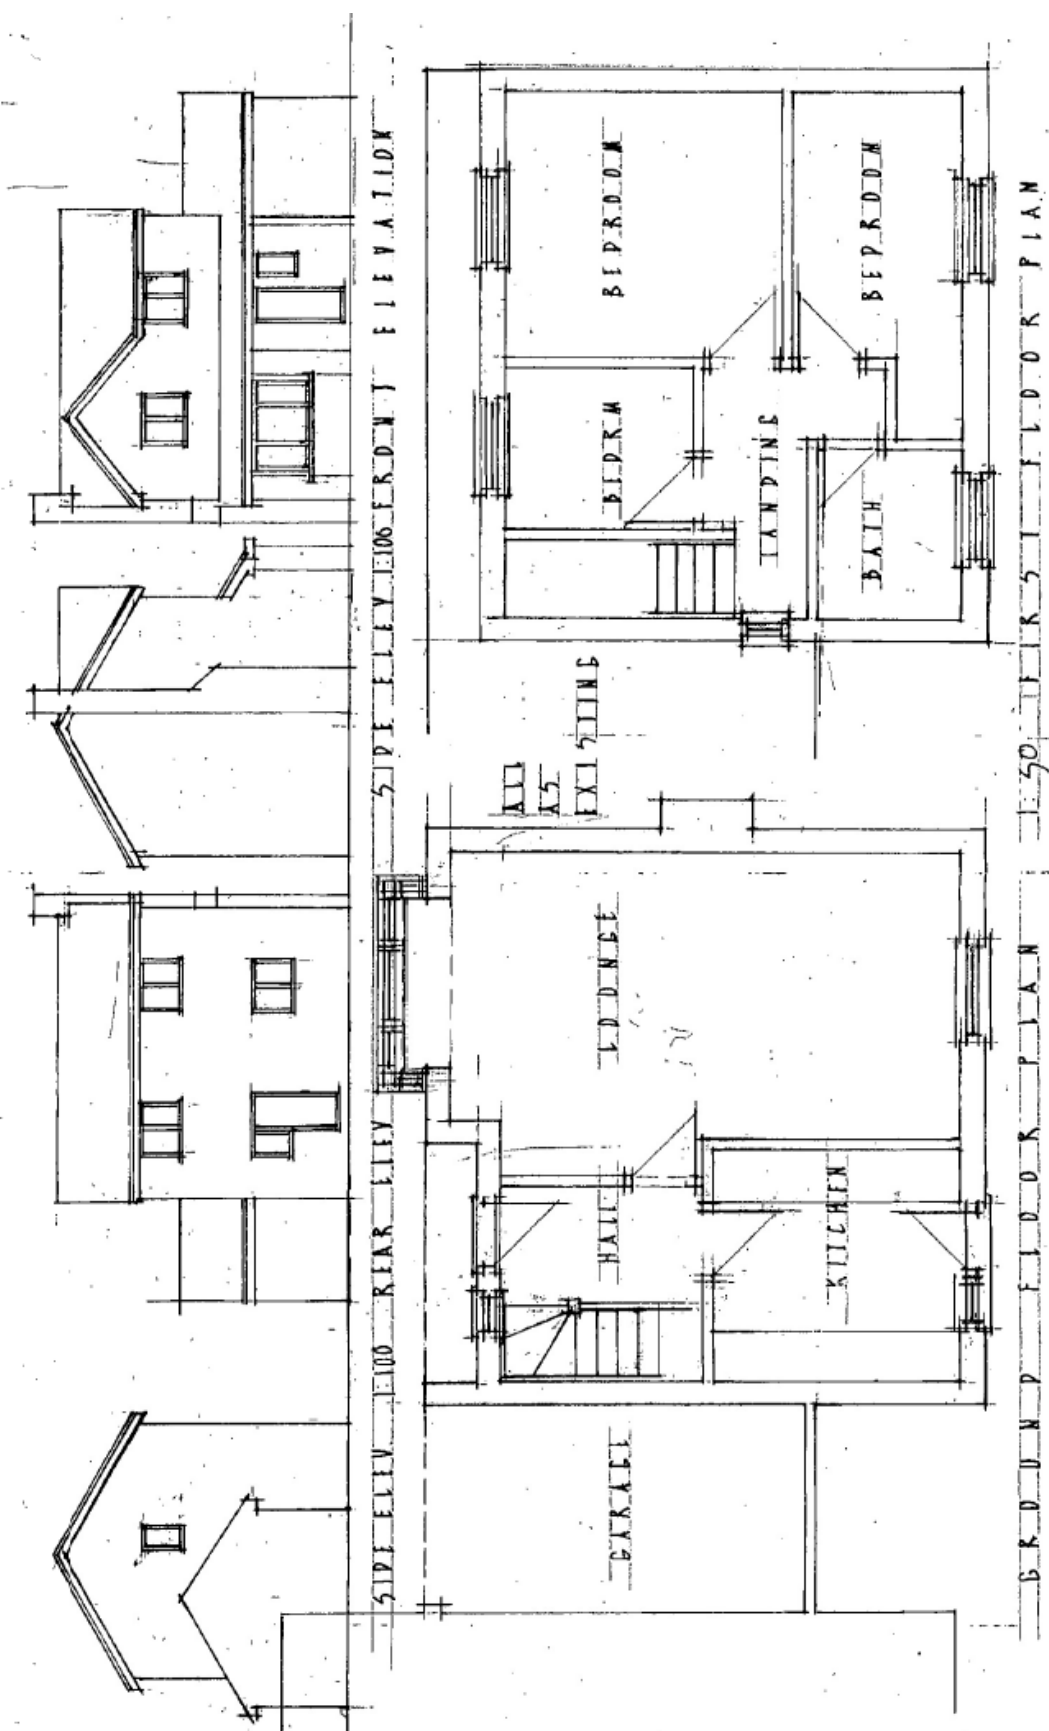 SIDE ELEV 1:100 REAR ELEV SIDE ELEV 1:100 FRONT ELEVATION
GARAGE
HALL
LOUNGE
KITCHEN
ALL
AS
EXISTING
BEDRM
BEDROOM
LANDING
BATH
BEDROOM
GROUND FLOOR PLAN 1:50 FIRST FLOOR PLAN